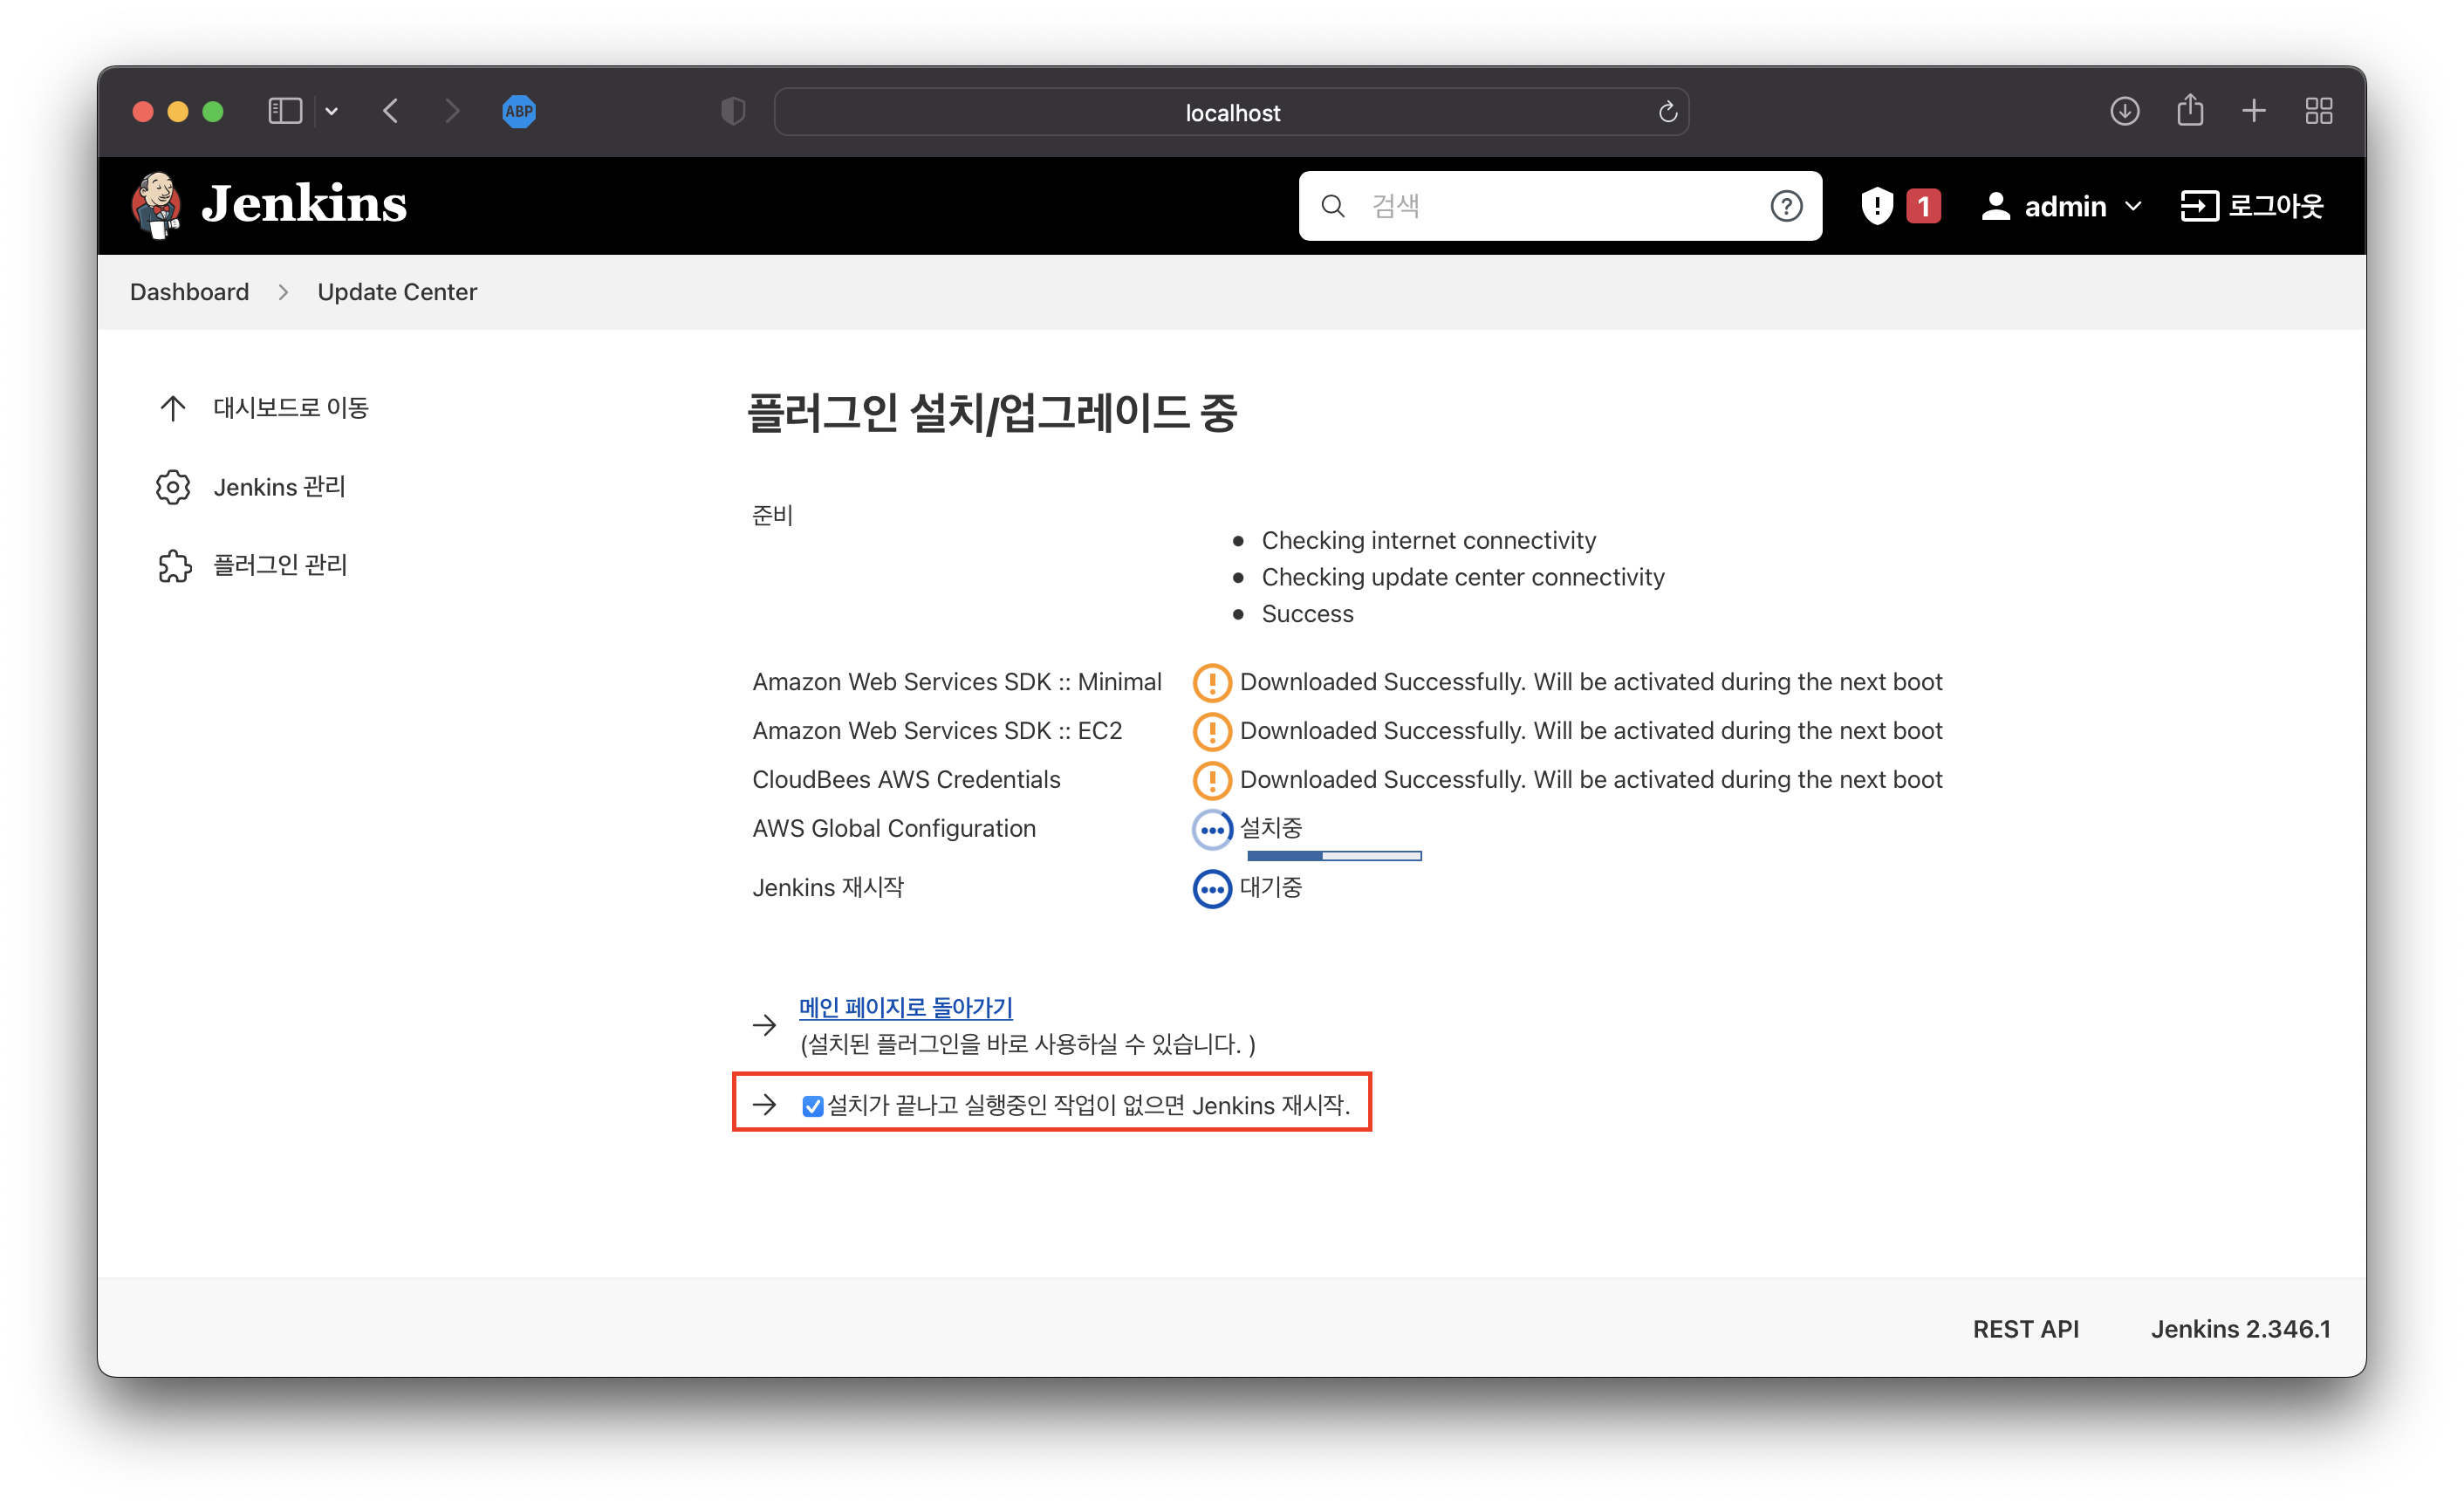 ABP
localhost
Jenkins
검색
1
admin
로그아웃
Dashboard
Update Center
대시보드로 이동
Jenkins 관리
플러그인 관리
플러그인 설치/업그레이드 중
준비
Checking internet connectivity
Checking update center connectivity
Success
Amazon Web Services SDK :: Minimal
Downloaded Successfully. Will be activated during the next boot
Amazon Web Services SDK :: EC2
Downloaded Successfully. Will be activated during the next boot
CloudBees AWS Credentials
Downloaded Successfully. Will be activated during the next boot
AWS Global Configuration
설치중
Jenkins 재시작
대기중
메인 페이지로 돌아가기
(설치된 플러그인을 바로 사용하실 수 있습니다. )
설치가 끝나고 실행중인 작업이 없으면 Jenkins 재시작.
REST API
Jenkins 2.346.1